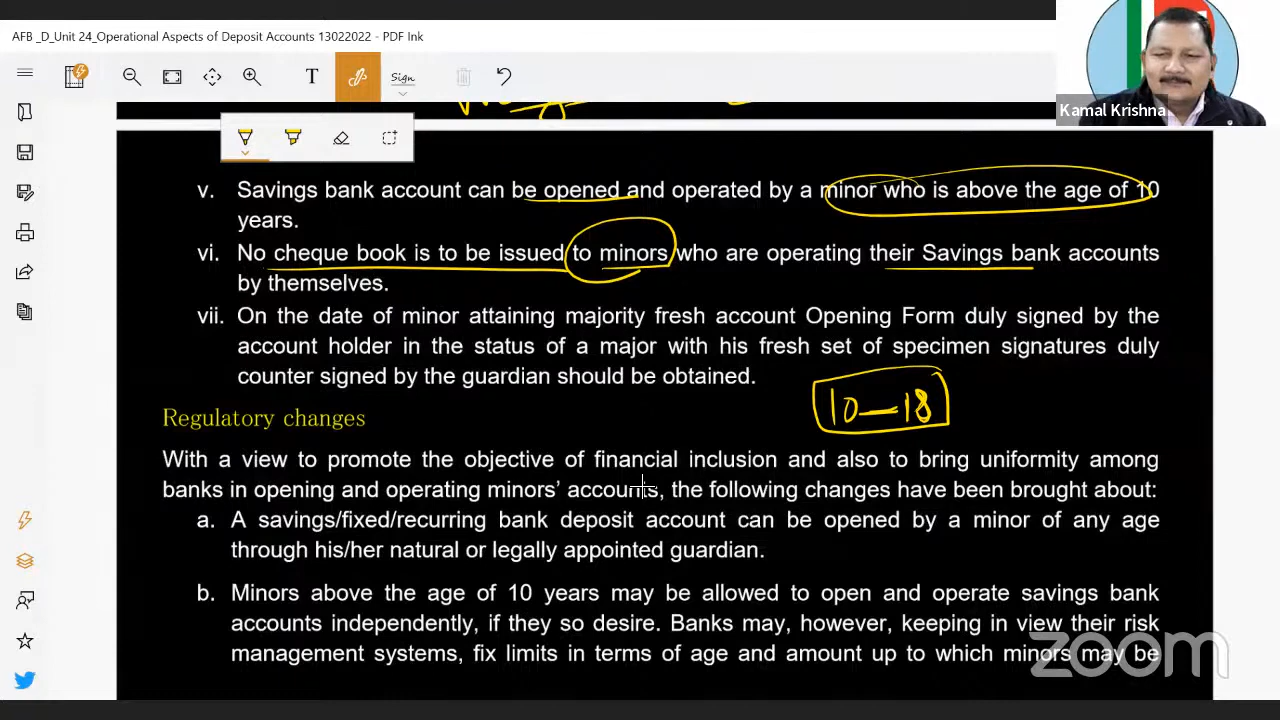 AFB _D_Unit 24_Operational Aspects of Deposit Accounts 13022022 - PDF Ink
T
Sign
Kamal Krishna
v. Savings bank account can be opened and operated by a minor who is above the age of 10
years.
vi. No cheque book is to be issued to minors who are operating their Savings bank accounts
by themselves.
vii. On the date of minor attaining majority fresh account Opening Form duly signed by the
account holder in the status of a major with his fresh set of specimen signatures duly
counter signed by the guardian should be obtained.
10—18
Regulatory changes
With a view to promote the objective of financial inclusion and also to bring uniformity among
banks in opening and operating minors’ accounts, the following changes have been brought about:
a. A savings/fixed/recurring bank deposit account can be opened by a minor of any age
through his/her natural or legally appointed guardian.
b. Minors above the age of 10 years may be allowed to open and operate savings bank
accounts independently, if they so desire. Banks may, however, keeping in view their risk
management systems, fix limits in terms of age and amount up to which minors may be
zoom